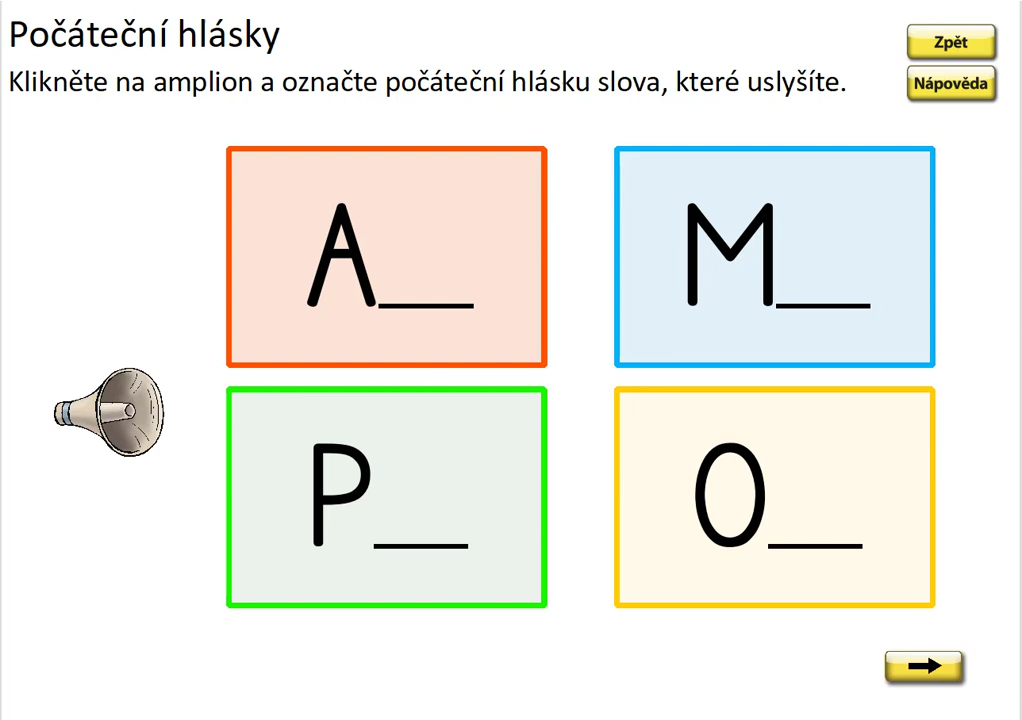 Počáteční hlásky
Klikněte na amplion a označte počáteční hlásku slova, které uslyšíte.
Zpět
Nápověda
A__
M__
P__
O__